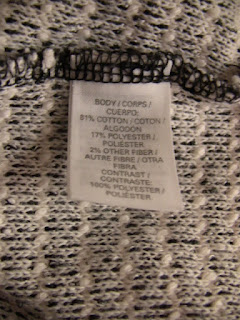 BODY / CORPS /
CUERPO:
81% COTTON / COTON /
ALGODÓN
17% POLYESTER /
POLIÉSTER
2% OTHER FIBER /
AUTRE FIBRE / OTRA
FIBRA
CONTRAST /
CONTRASTE:
100% POLYESTER /
POLIÉSTER